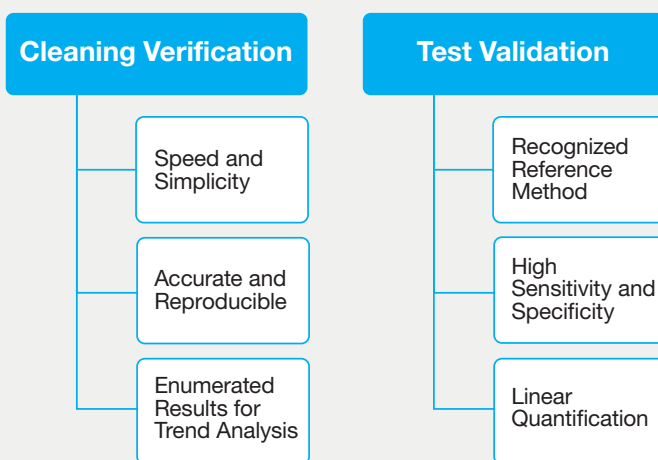 Cleaning Verification
Speed and
Simplicity
Accurate and
Reproducible
Enumerated
Results for
Trend Analysis
Test Validation
Recognized
Reference
Method
High
Sensitivity and
Specificity
Linear
Quantification